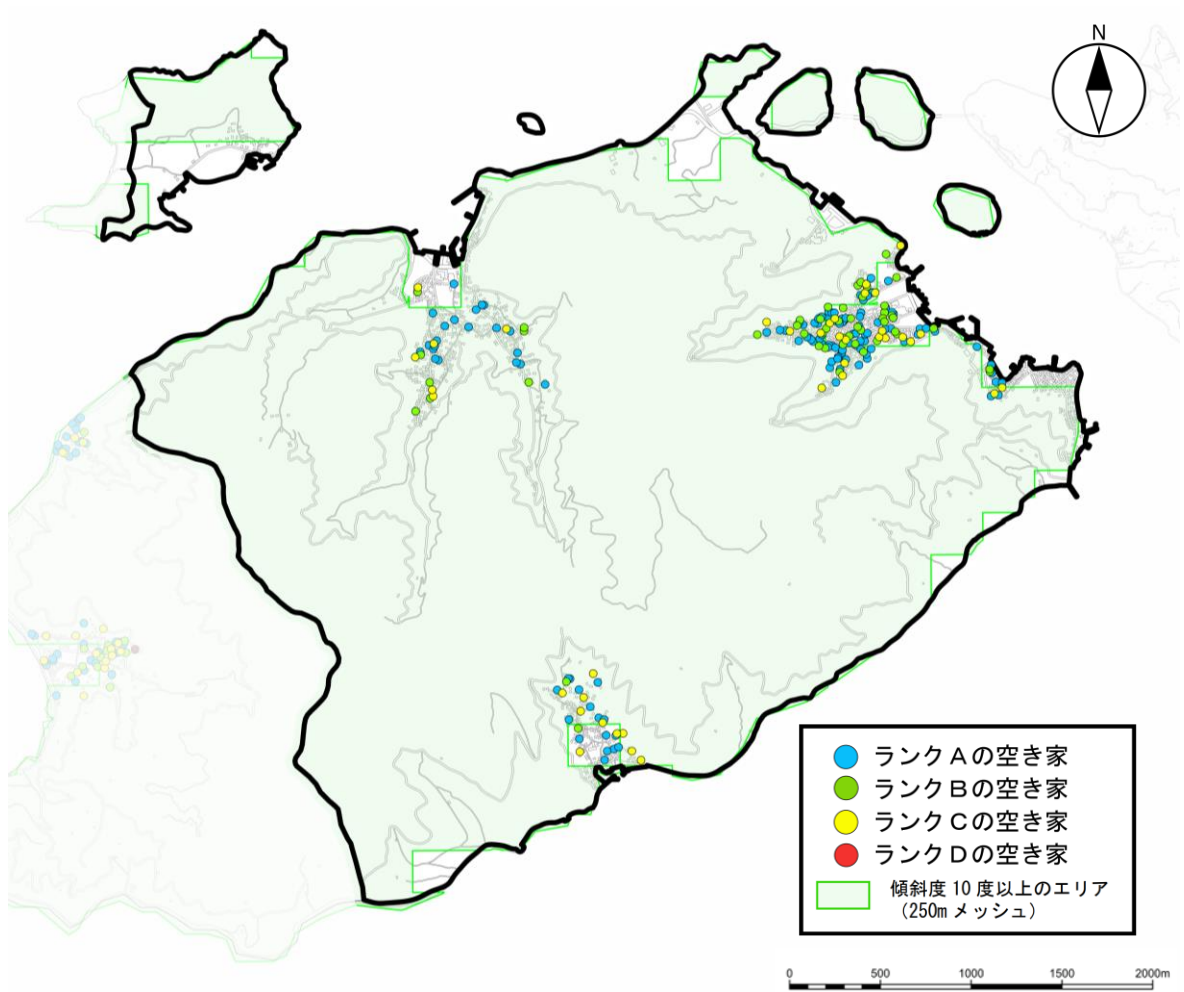 N
ランクAの空き家
ランクBの空き家
ランクCの空き家
ランクDの空き家
傾斜度10度以上のエリア
(250mメッシュ)
0 500 1000 1500 2000m